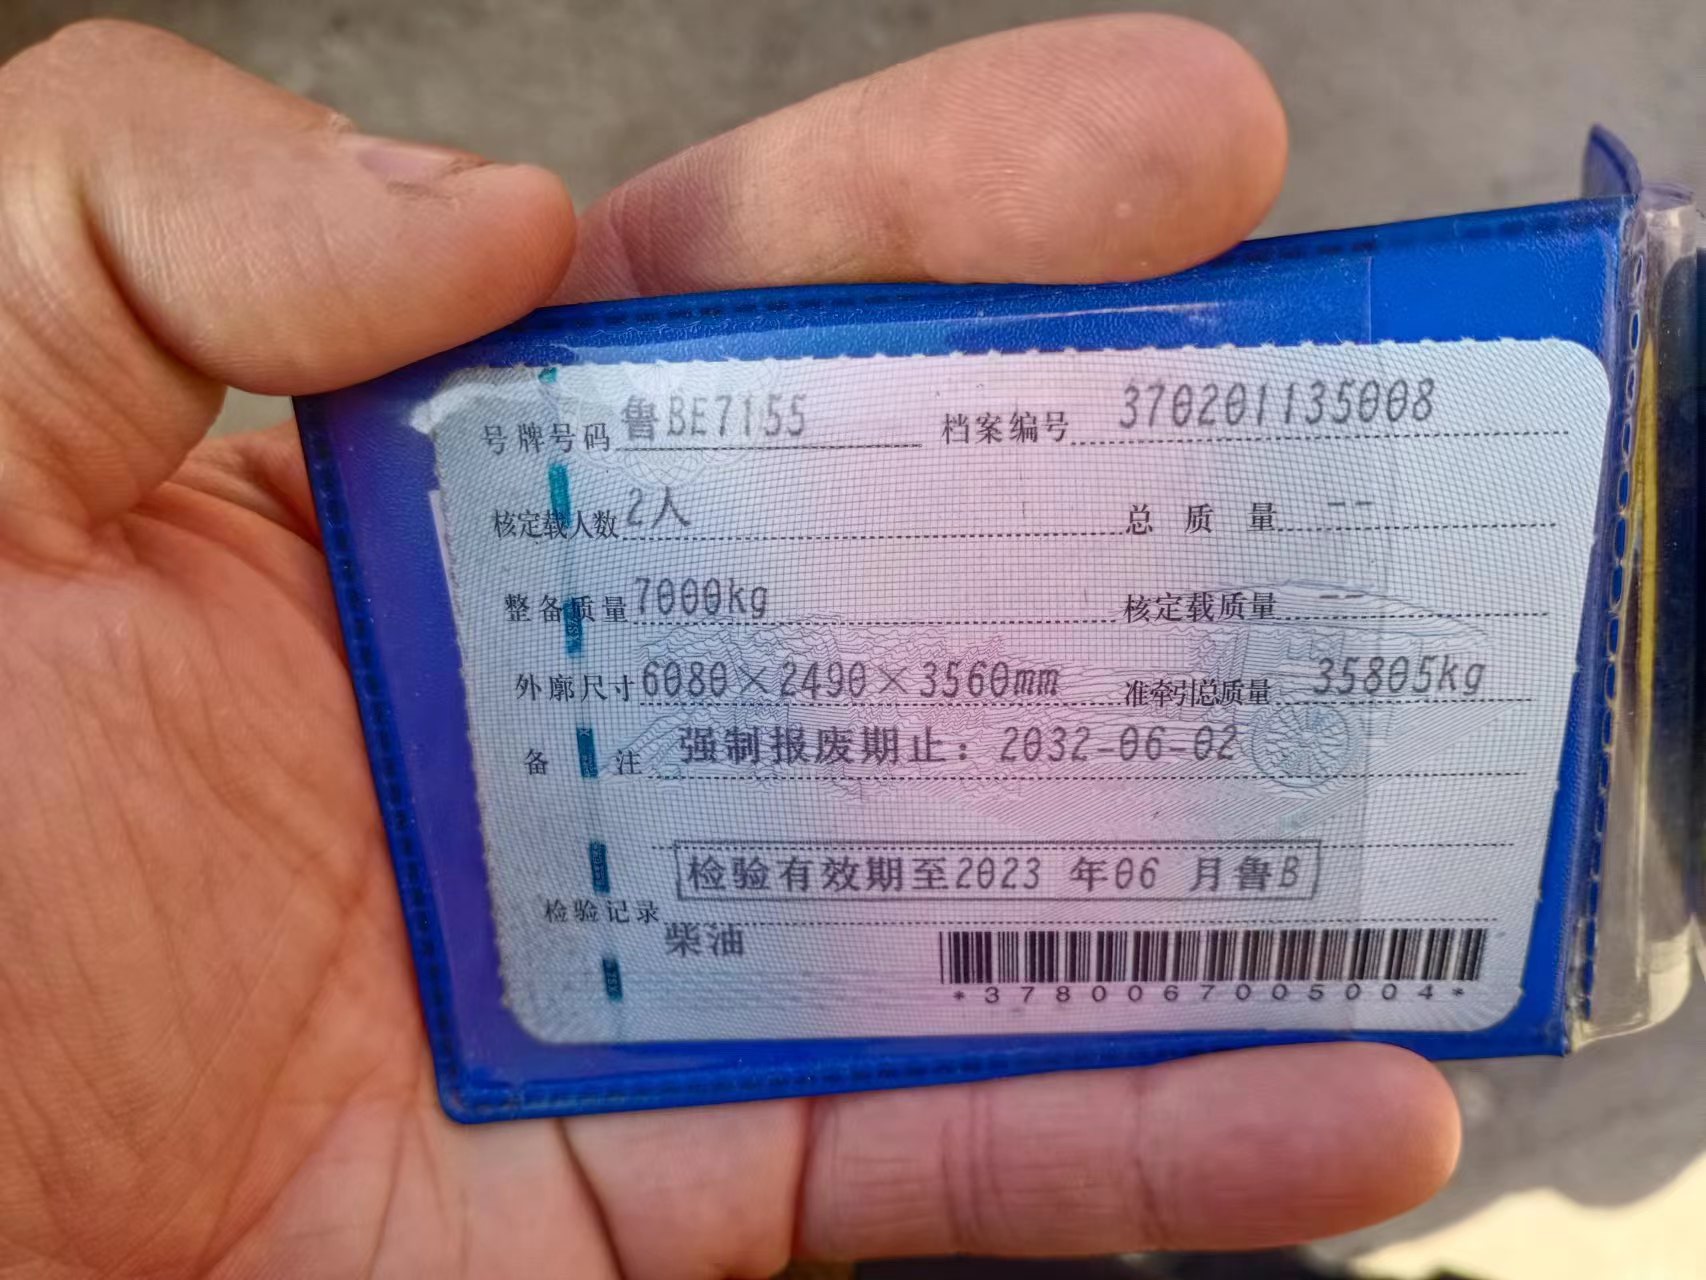 号牌号码 鲁BE7155 档案编号 370201135008
核定载人数 2人 总质量 --
整备质量 7000kg 核定载质量 --
外廓尺寸 6080×2490×3560mm 准牵引总质量 35805kg
备注 强制报废期止：2032-06-02
检验有效期至2023 年06 月鲁B
检验记录
柴油
*3780067005004*